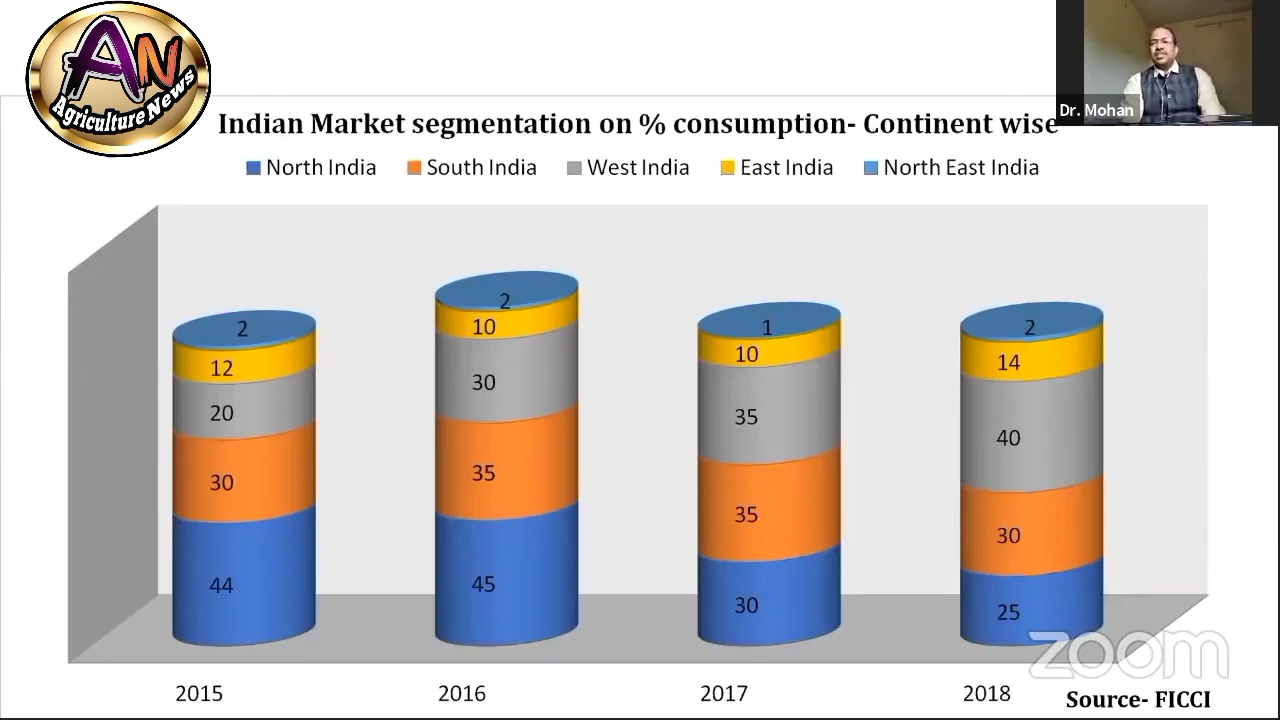 AN
Agriculture News
Dr. Mohan
Indian Market segmentation on % consumption- Continent wise
North India South India West India East India North East India
2 2 1 2
12 10 10 14
20 30 35 40
30 35 35 30
44 45 30 25
2015 2016 2017 2018
zoom
Source- FICCI